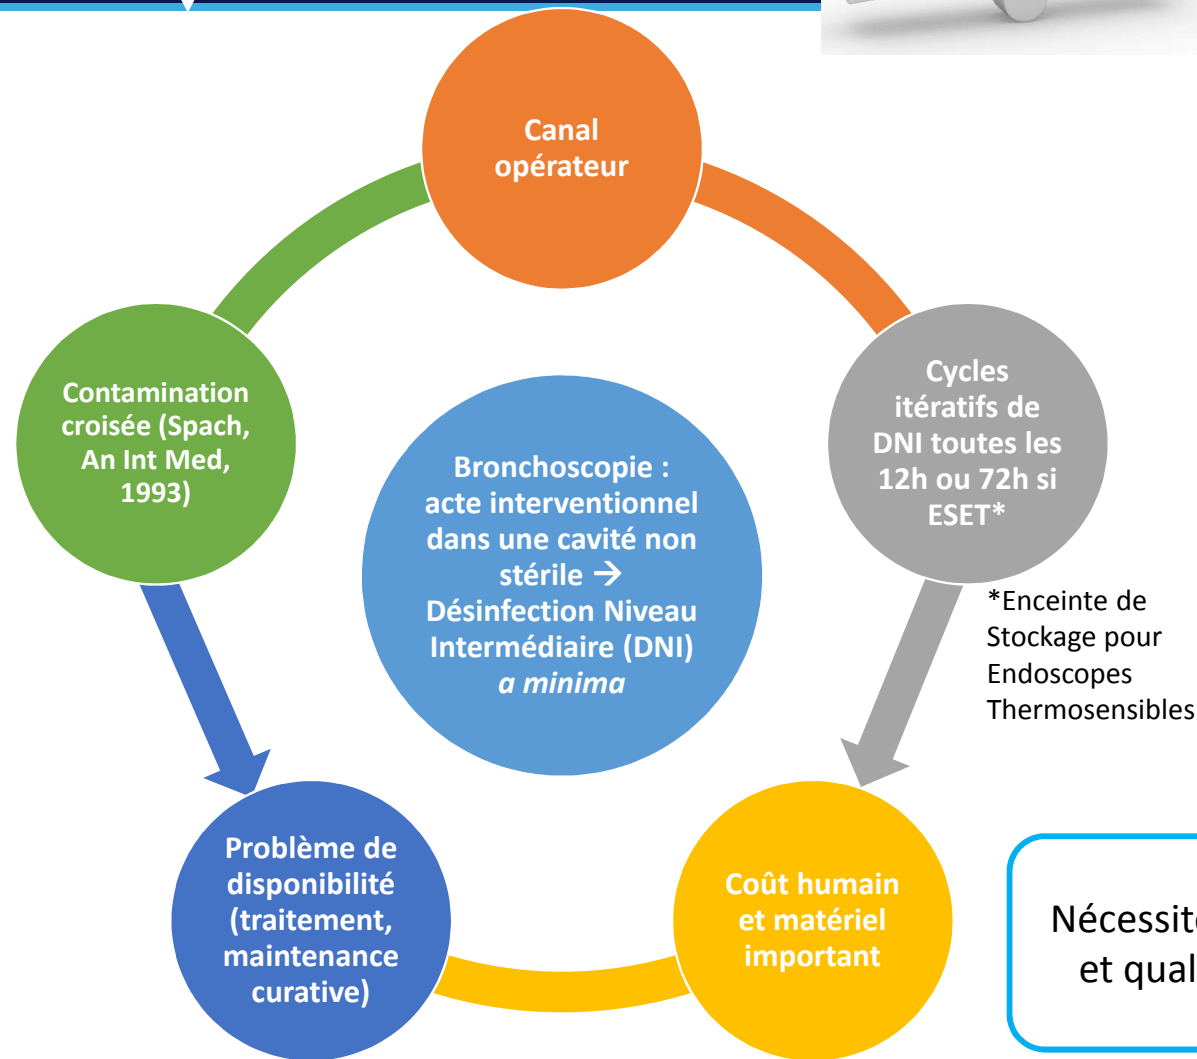 Canal
opérateur
Cycles
itératifs de
DNI toutes les
12h ou 72h si
ESET*
*Enceinte de
Stockage pour
Endoscopes
Thermosensibles
Coût humain
et matériel
important
Problème de
disponibilité
(traitement,
maintenance
curative)
Contamination
croisée (Spach,
An Int Med,
1993)
Bronchoscopie :
acte interventionnel
dans une cavité non
stérile →
Désinfection Niveau
Intermédiaire (DNI)
a minima
et